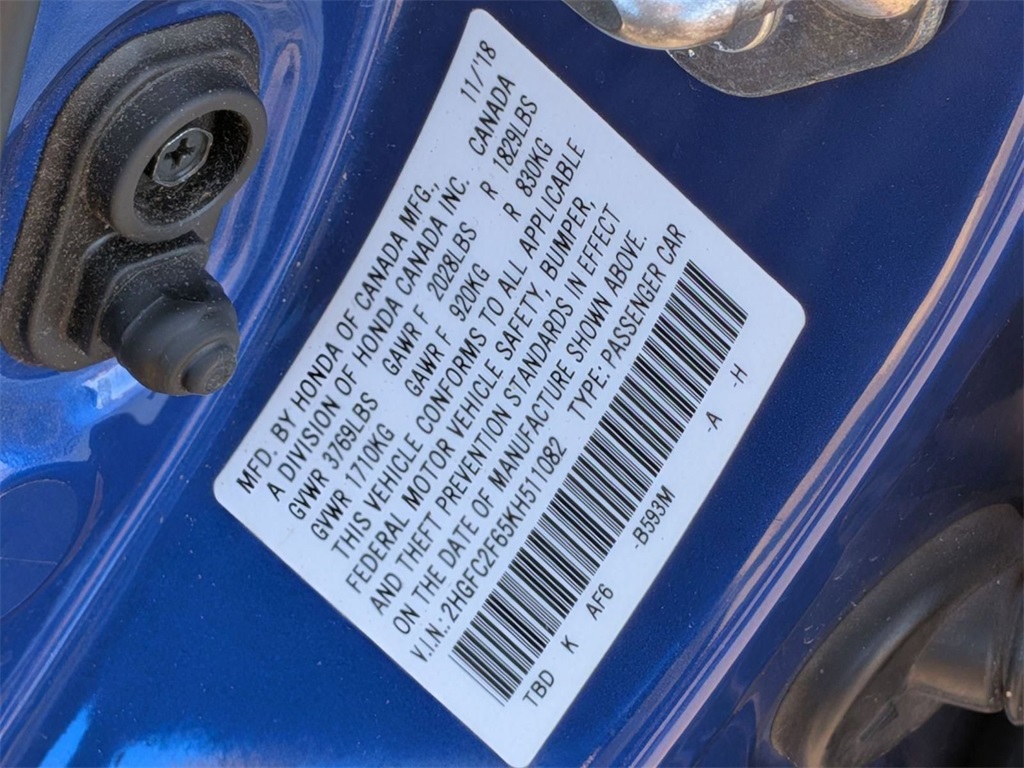 MFD. BY HONDA OF CANADA MFG., 11/'18
A DIVISION OF HONDA CANADA INC. CANADA
GVWR 3769LBS GAWR F 2028LBS R 1829LBS
GVWR 1710KG GAWR F 920KG R 830KG
THIS VEHICLE CONFORMS TO ALL APPLICABLE
FEDERAL MOTOR VEHICLE SAFETY, BUMPER,
AND THEFT PREVENTION STANDARDS IN EFFECT
ON THE DATE OF MANUFACTURE SHOWN ABOVE.
V.I.N.: 2HGFC2F65KH511082 TYPE: PASSENGER CAR
TBD K AF6 -B593M -A -H